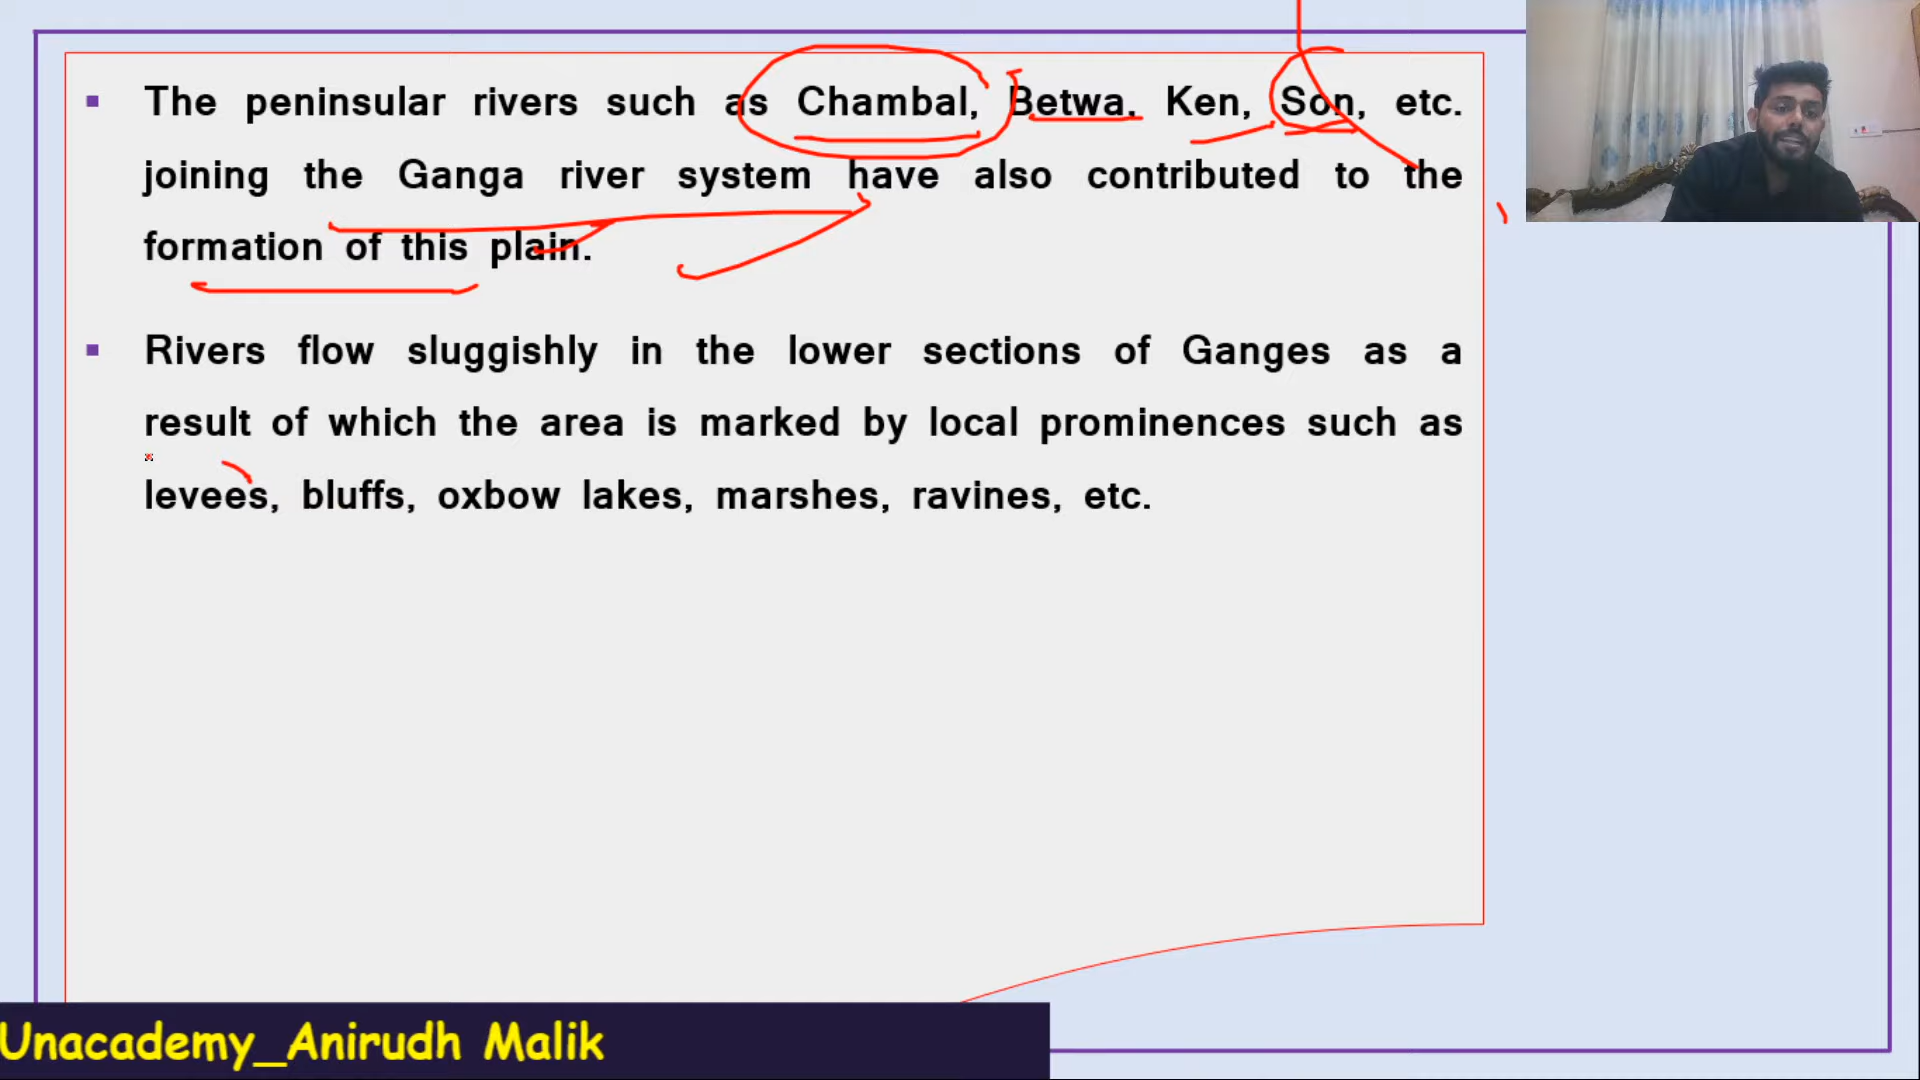 The peninsular rivers such as Chambal, Betwa, Ken, Son, etc.
joining the Ganga river system have also contributed to the
formation of this plain.
Rivers flow sluggishly in the lower sections of Ganges as a
result of which the area is marked by local prominences such as
levees, bluffs, oxbow lakes, marshes, ravines, etc.
Unacademy_Anirudh Malik